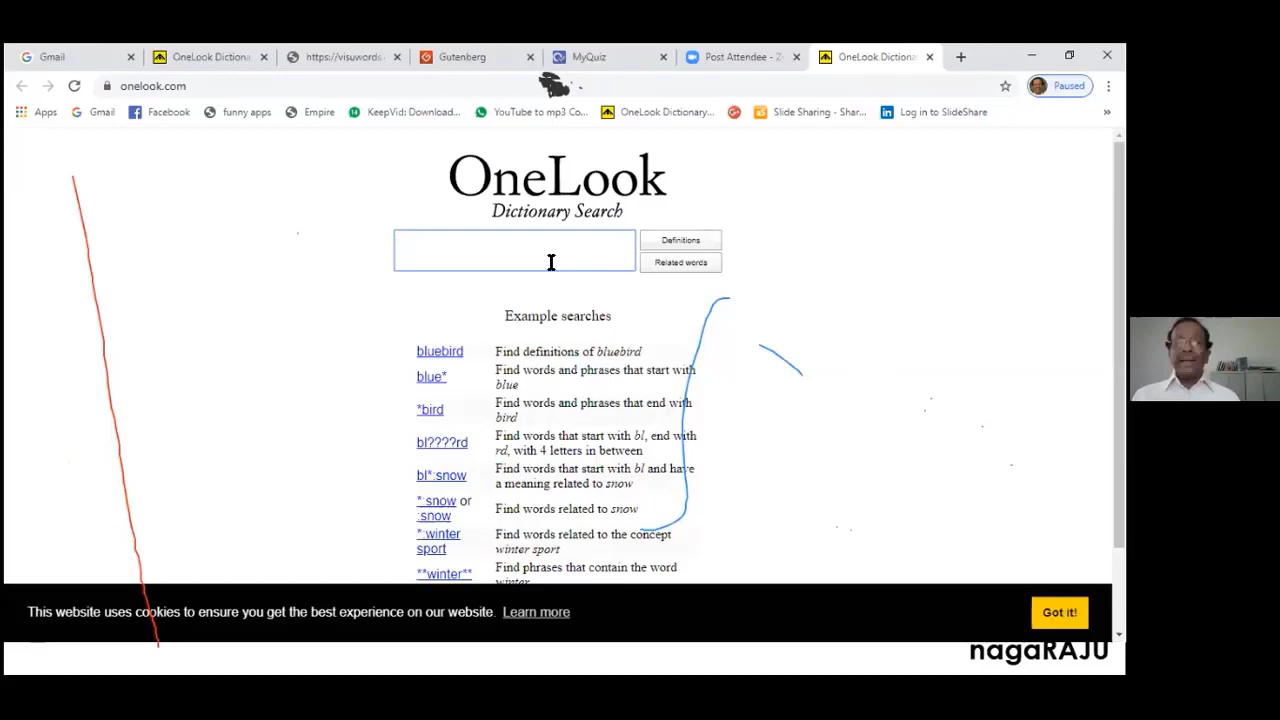 Gmail
OneLook Dictiona
https://visuwords
Gutenberg
MyQuiz
Post Attendee - Z
OneLook Dictiona
onelook.com
Paused
Apps
Gmail
Facebook
funny apps
Empire
KeepVid: Download...
YouTube to mp3 Co...
OneLook Dictionary...
Slide Sharing - Shar...
Log in to SlideShare
OneLook
Dictionary Search
Definitions
Related words
Example searches
bluebird Find definitions of bluebird
blue* Find words and phrases that start with
blue
*bird Find words and phrases that end with
bird
bl????rd Find words that start with bl, end with
rd, with 4 letters in between
bl*:snow Find words that start with bl and have
a meaning related to snow
*:snow or
:snow Find words related to snow
*:winter
sport Find words related to the concept
winter sport
**winter** Find phrases that contain the word
winter
This website uses cookies to ensure you get the best experience on our website. Learn more
Got it!
nagaRAJU